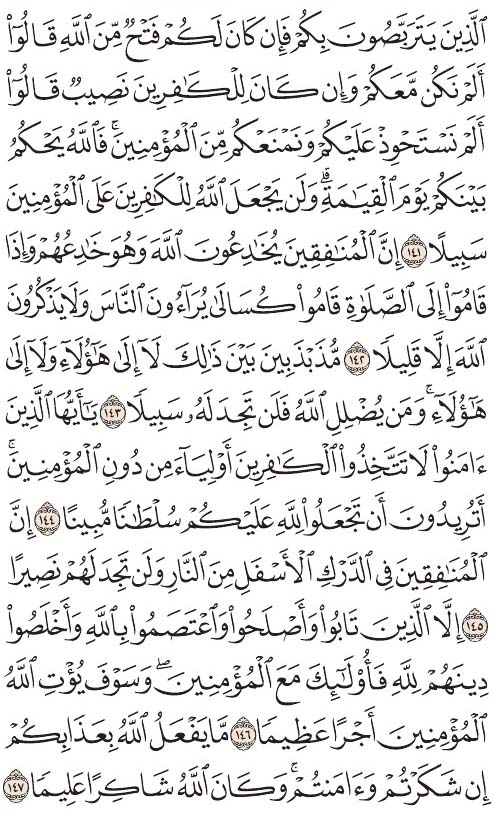 ٱلَّذِينَ يَتَرَبَّصُونَ بِكُمْ فَإِن كَانَ لَكُمْ فَتْحٌ مِّنَ ٱللَّهِ قَالُوٓا۟
أَلَمْ نَكُن مَّعَكُمْ وَإِن كَانَ لِلْكَٰفِرِينَ نَصِيبٌ قَالُوٓا۟
أَلَمْ نَسْتَحْوِذْ عَلَيْكُمْ وَنَمْنَعْكُم مِّنَ ٱلْمُؤْمِنِينَ ۚ فَٱللَّهُ يَحْكُمُ
بَيْنَكُمْ يَوْمَ ٱلْقِيَٰمَةِ ۗ وَلَن يَجْعَلَ ٱللَّهُ لِلْكَٰفِرِينَ عَلَى ٱلْمُؤْمِنِينَ
سَبِيلًا ١٤١ إِنَّ ٱلْمُنَٰفِقِينَ يُخَٰدِعُونَ ٱللَّهَ وَهُوَ خَٰدِعُهُمْ وَإِذَا
قَامُوٓا۟ إِلَى ٱلصَّلَوٰةِ قَامُوا۟ كُسَالَىٰ يُرَآءُونَ ٱلنَّاسَ وَلَا يَذْكُرُونَ
ٱللَّهَ إِلَّا قَلِيلًا ١٤٢ مُّذَبْذَبِينَ بَيْنَ ذَٰلِكَ لَآ إِلَىٰ هَٰٓؤُلَآءِ وَلَآ إِلَىٰ
هَٰٓؤُلَآءِ ۚ وَمَن يُضْلِلِ ٱللَّهُ فَلَن تَجِدَ لَهُۥ سَبِيلًا ١٤٣ يَٰٓأَيُّهَا ٱلَّذِينَ
ءَامَنُوا۟ لَا تَتَّخِذُوا۟ ٱلْكَٰفِرِينَ أَوْلِيَآءَ مِن دُونِ ٱلْمُؤْمِنِينَ ۚ
أَتُرِيدُونَ أَن تَجْعَلُوا۟ لِلَّهِ عَلَيْكُمْ سُلْطَٰنًا مُّبِينًا ١٤٤ إِنَّ
ٱلْمُنَٰفِقِينَ فِى ٱلدَّرْكِ ٱلْأَسْفَلِ مِنَ ٱلنَّارِ وَلَن تَجِدَ لَهُمْ نَصِيرًا
١٤٥ إِلَّا ٱلَّذِينَ تَابُوا۟ وَأَصْلَحُوا۟ وَٱعْتَصَمُوا۟ بِٱللَّهِ وَأَخْلَصُوا۟
دِينَهُمْ لِلَّهِ فَأُو۟لَٰٓئِكَ مَعَ ٱلْمُؤْمِنِينَ ۖ وَسَوْفَ يُؤْتِ ٱللَّهُ
ٱلْمُؤْمِنِينَ أَجْرًا عَظِيمًا ١٤٦ مَّا يَفْعَلُ ٱللَّهُ بِعَذَابِكُمْ
إِن شَكَرْتُمْ وَءَامَنتُمْ ۚ وَكَانَ ٱللَّهُ شَاكِرًا عَلِيمًا ١٤٧